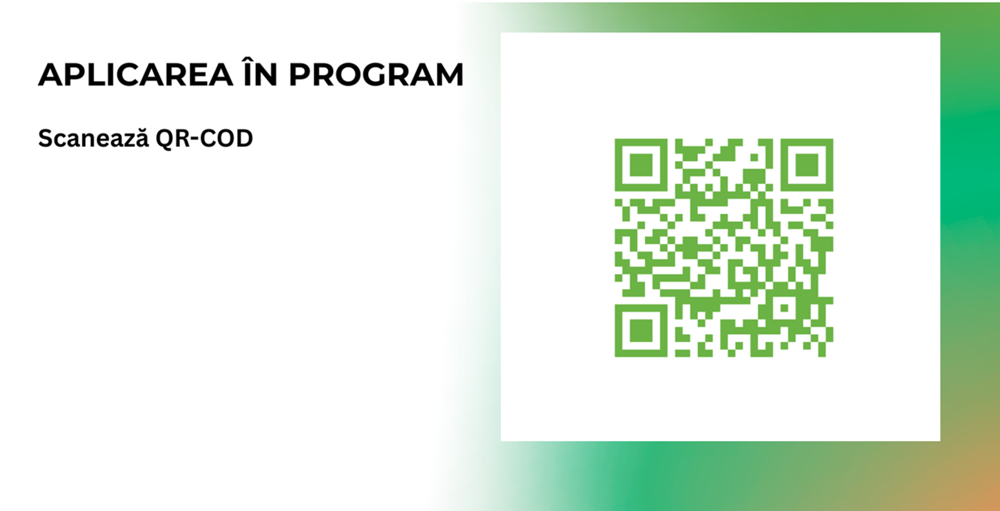 APLICAREA ÎN PROGRAM
Scanează QR-COD